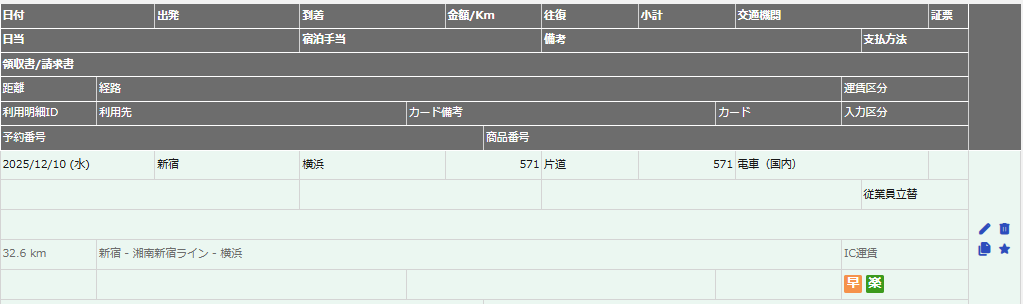 日付 出発 到着 金額/Km 往復 小計 交通機関 証票
日当 宿泊手当 備考 支払方法
領収書/請求書
距離 経路 運賃区分
利用明細ID 利用先 カード備考 カード 入力区分
予約番号 商品番号
2025/12/10 (水) 新宿 横浜 571 片道 571 電車（国内）
従業員立替
32.6 km 新宿 - 湘南新宿ライン - 横浜 IC運賃
早 楽